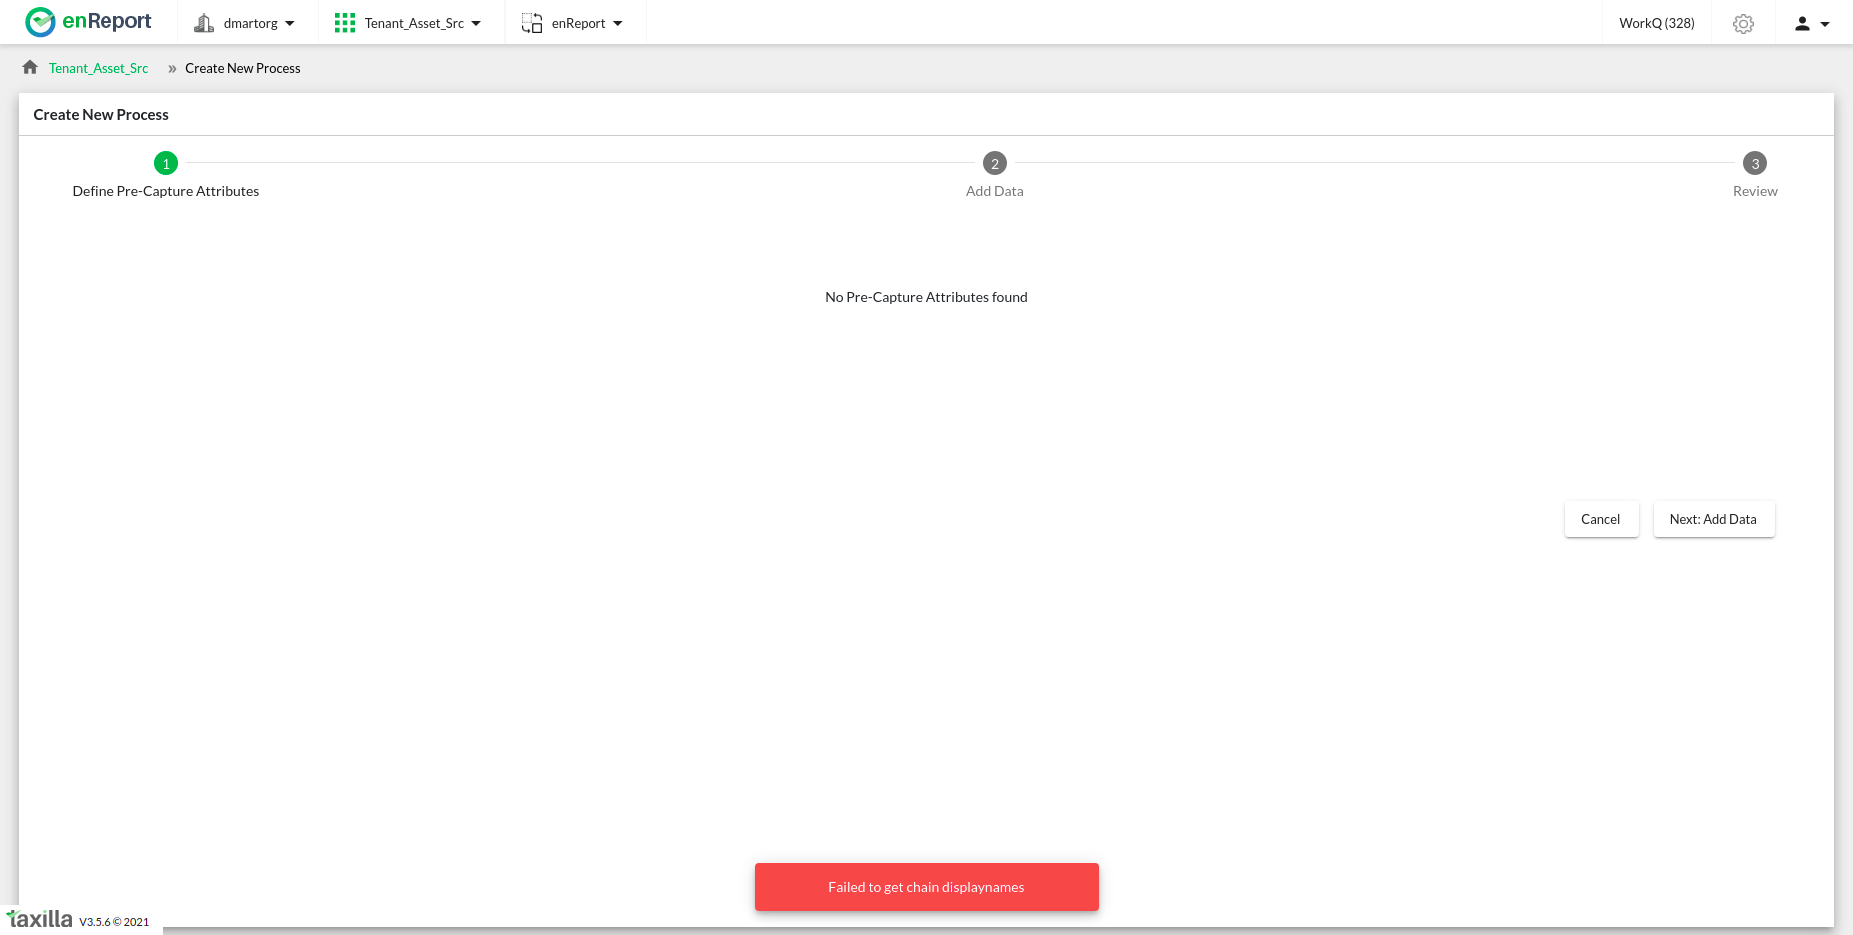 enReport
dmartorg
Tenant_Asset_Src
enReport
WorkQ (328)
Tenant_Asset_Src » Create New Process
Create New Process
1
2
3
Define Pre-Capture Attributes
Add Data
Review
No Pre-Capture Attributes found
Cancel
Next: Add Data
Failed to get chain displaynames
taxilla V3.5.6 © 2021